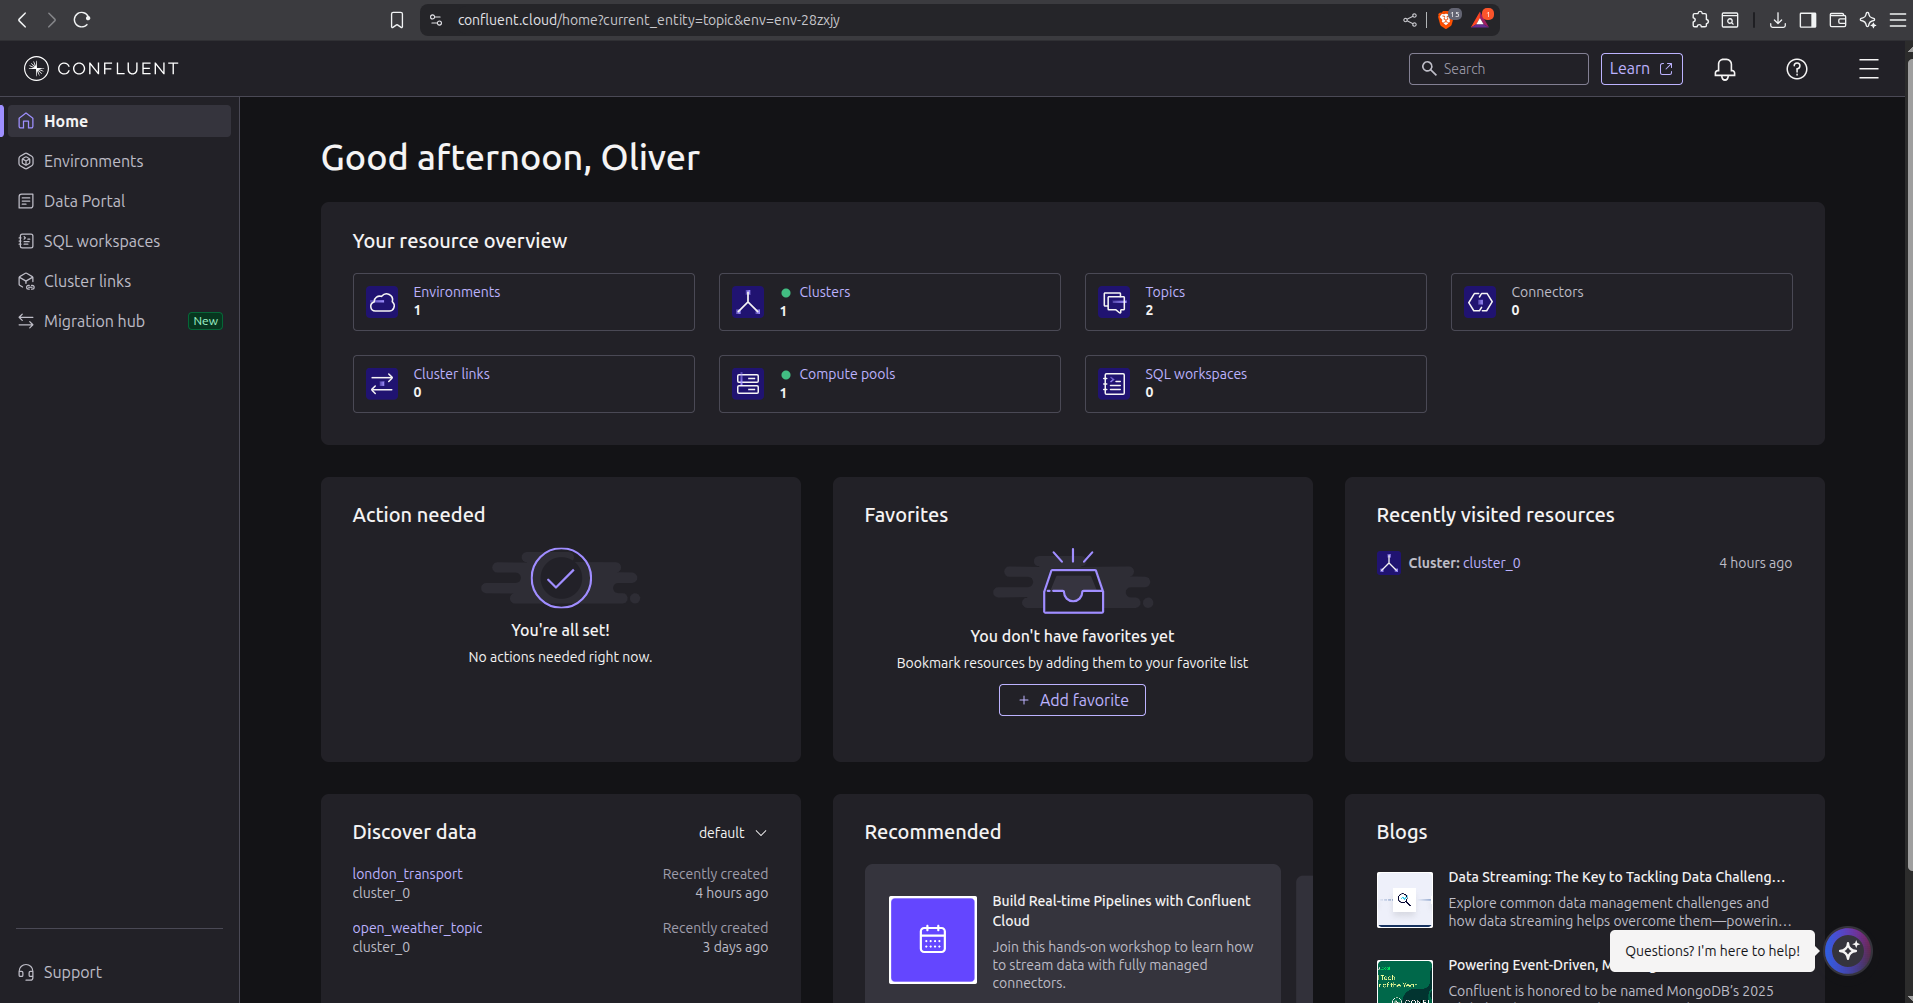 confluent.cloud/home?current_entity=topic&env=env-28zxjy
15
1
CONFLUENT
Search
Learn
Home
Environments
Data Portal
SQL workspaces
Cluster links
Migration hub
New
Support
Good afternoon, Oliver
Your resource overview
Environments
1
Clusters
1
Topics
2
Connectors
0
Cluster links
0
Compute pools
1
SQL workspaces
0
Action needed
You're all set!
No actions needed right now.
Favorites
You don't have favorites yet
Bookmark resources by adding them to your favorite list
+ Add favorite
Recently visited resources
Cluster: cluster_0
4 hours ago
Discover data
default
london_transport
Recently created
cluster_0
4 hours ago
open_weather_topic
Recently created
cluster_0
3 days ago
Recommended
Build Real-time Pipelines with Confluent
Cloud
Join this hands-on workshop to learn how
to stream data with fully managed
connectors.
Blogs
Data Streaming: The Key to Tackling Data Challeng...
Explore common data management challenges and
how data streaming helps overcome them—powerin...
Questions? I'm here to help!
Powering Event-Driven,
Confluent is honored to be named MongoDB's 2025